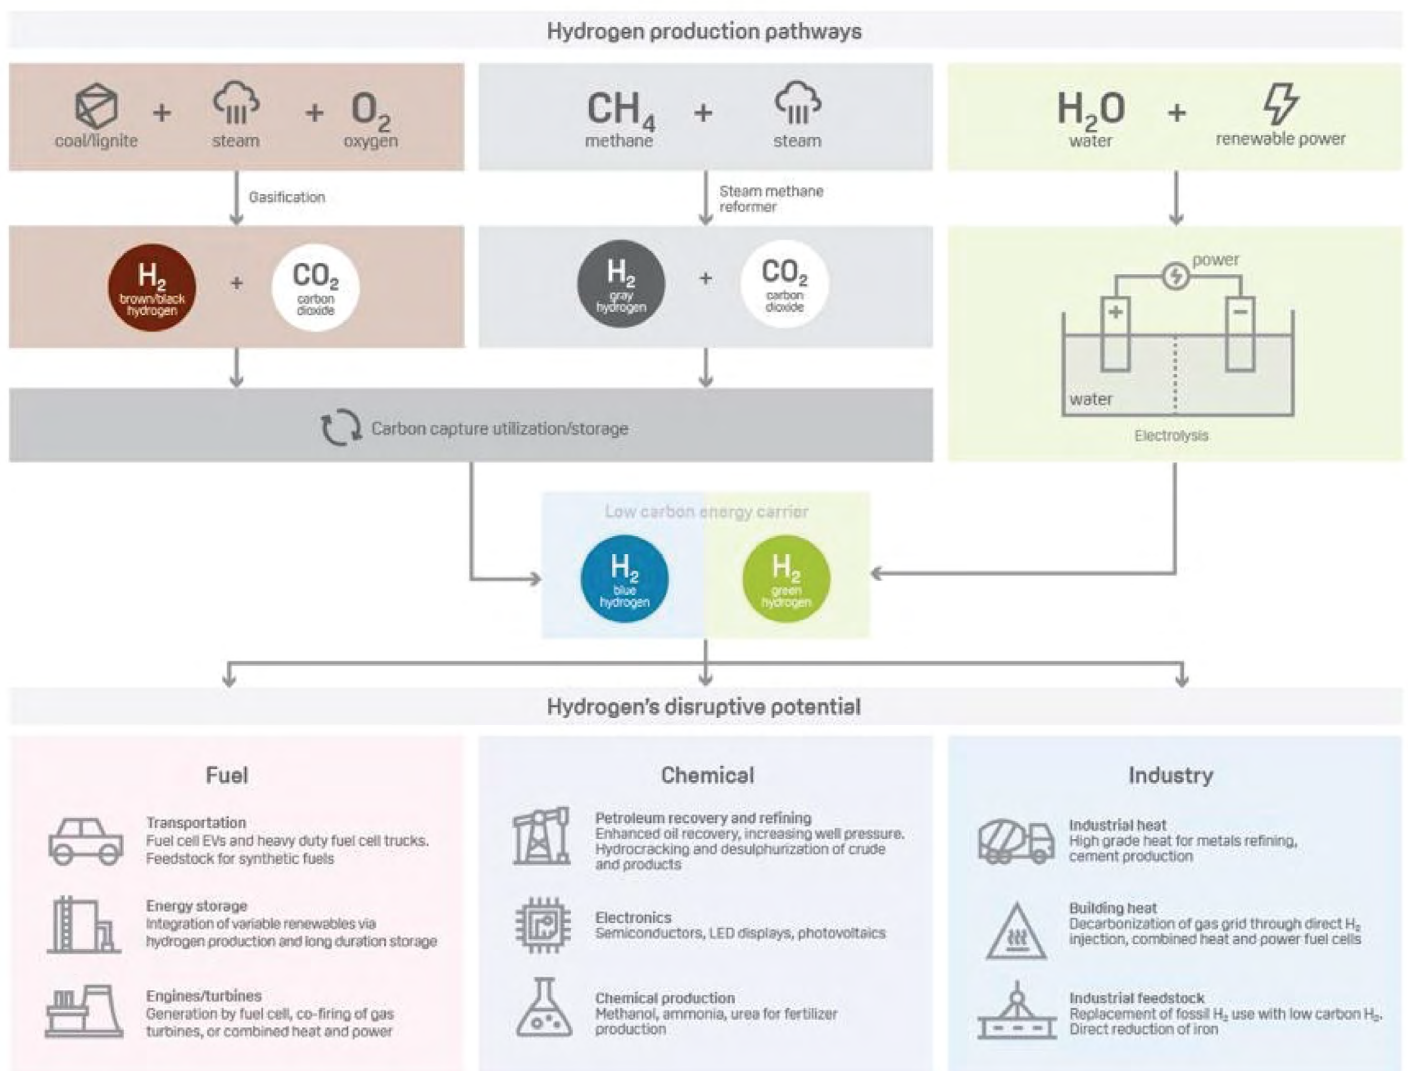 Hydrogen production pathways
coal/lignite
+
steam
+
O₂
oxygen
CH₄
methane
+
steam
H₂O
water
+
renewable power
Gasification
Steam methane
reformer
H₂
brown/black
hydrogen
+
CO₂
carbon
dioxide
H₂
gray
hydrogen
+
CO₂
carbon
dioxide
power
+
−
water
Electrolysis
Carbon capture utilization/storage
Low carbon energy carrier
H₂
blue
hydrogen
H₂
green
hydrogen
Hydrogen's disruptive potential
Fuel
Transportation
Fuel cell EVs and heavy duty fuel cell trucks.
Feedstock for synthetic fuels
Energy storage
Integration of variable renewables via
hydrogen production and long duration storage
Engines/turbines
Generation by fuel cell, co-firing of gas
turbines, or combined heat and power
Chemical
Petroleum recovery and refining
Enhanced oil recovery, increasing well pressure.
Hydrocracking and desulphurization of crude
and products
Electronics
Semiconductors, LED displays, photovoltaics
Chemical production
Methanol, ammonia, urea for fertilizer
production
Industry
Industrial heat
High grade heat for metals refining,
cement production
Building heat
Decarbonization of gas grid through direct H₂
injection, combined heat and power fuel cells
Industrial feedstock
Replacement of fossil H₂ use with low carbon H₂.
Direct reduction of iron